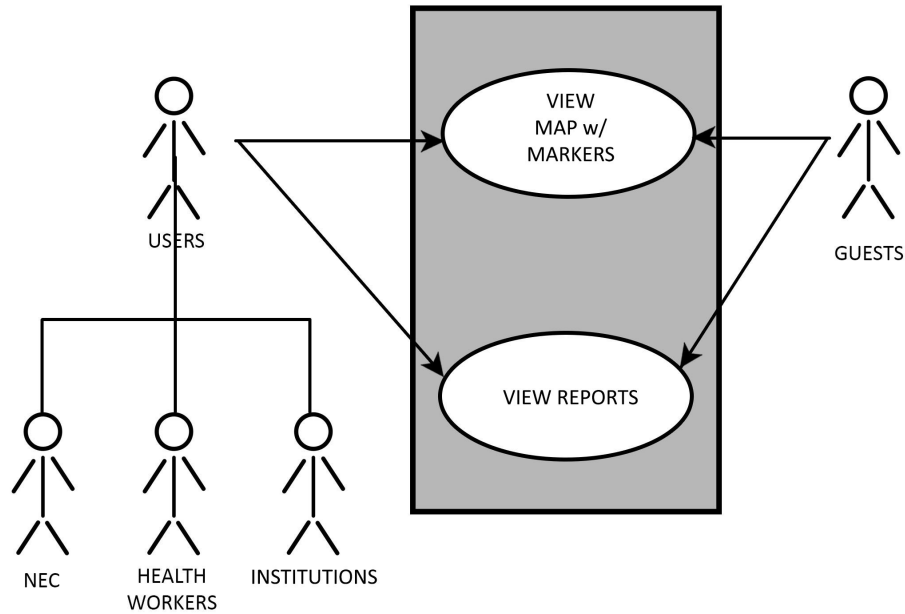 VIEW
MAP w/
MARKERS
USERS
GUESTS
VIEW REPORTS
NEC
HEALTH
WORKERS
INSTITUTIONS